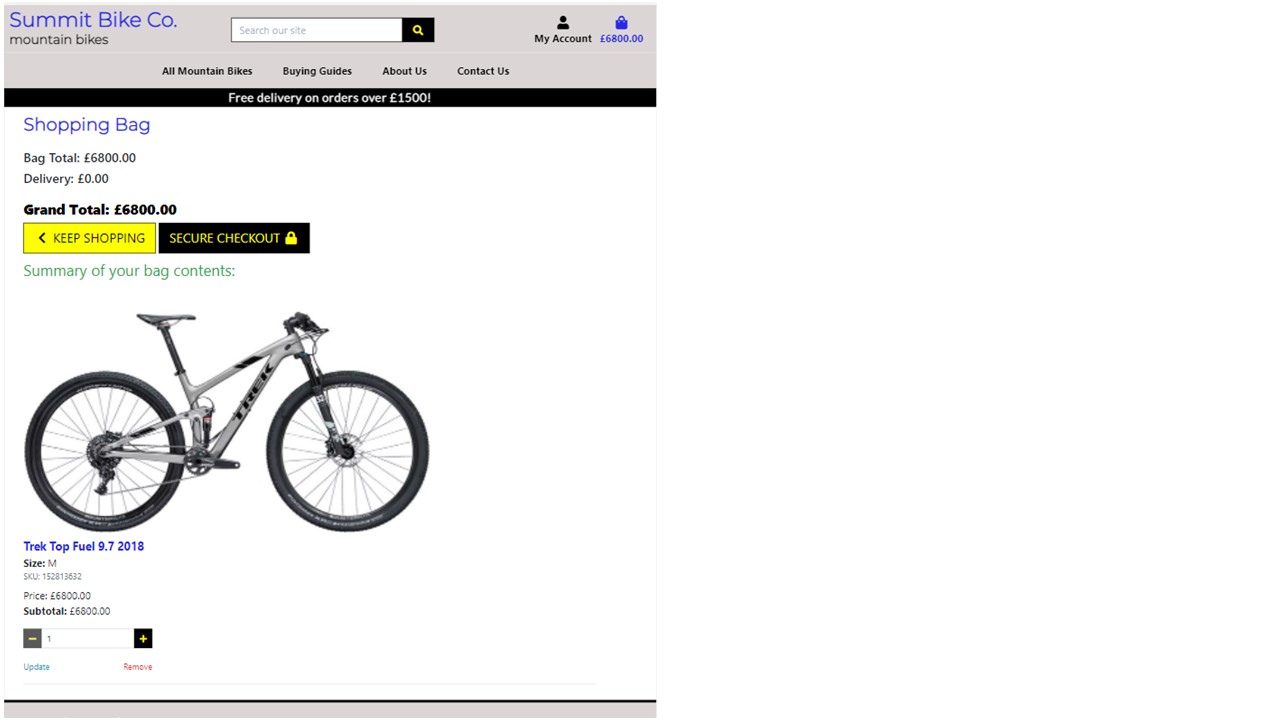 Summit Bike Co.
mountain bikes
Search our site
My Account
£6800.00
All Mountain Bikes
Buying Guides
About Us
Contact Us
Free delivery on orders over £1500!
Shopping Bag
Bag Total: £6800.00
Delivery: £0.00
Grand Total: £6800.00
KEEP SHOPPING
SECURE CHECKOUT
Summary of your bag contents:
TREK
Trek Top Fuel 9.7 2018
Size: M
SKU: 152813632
Price: £6800.00
Subtotal: £6800.00
1
Update
Remove